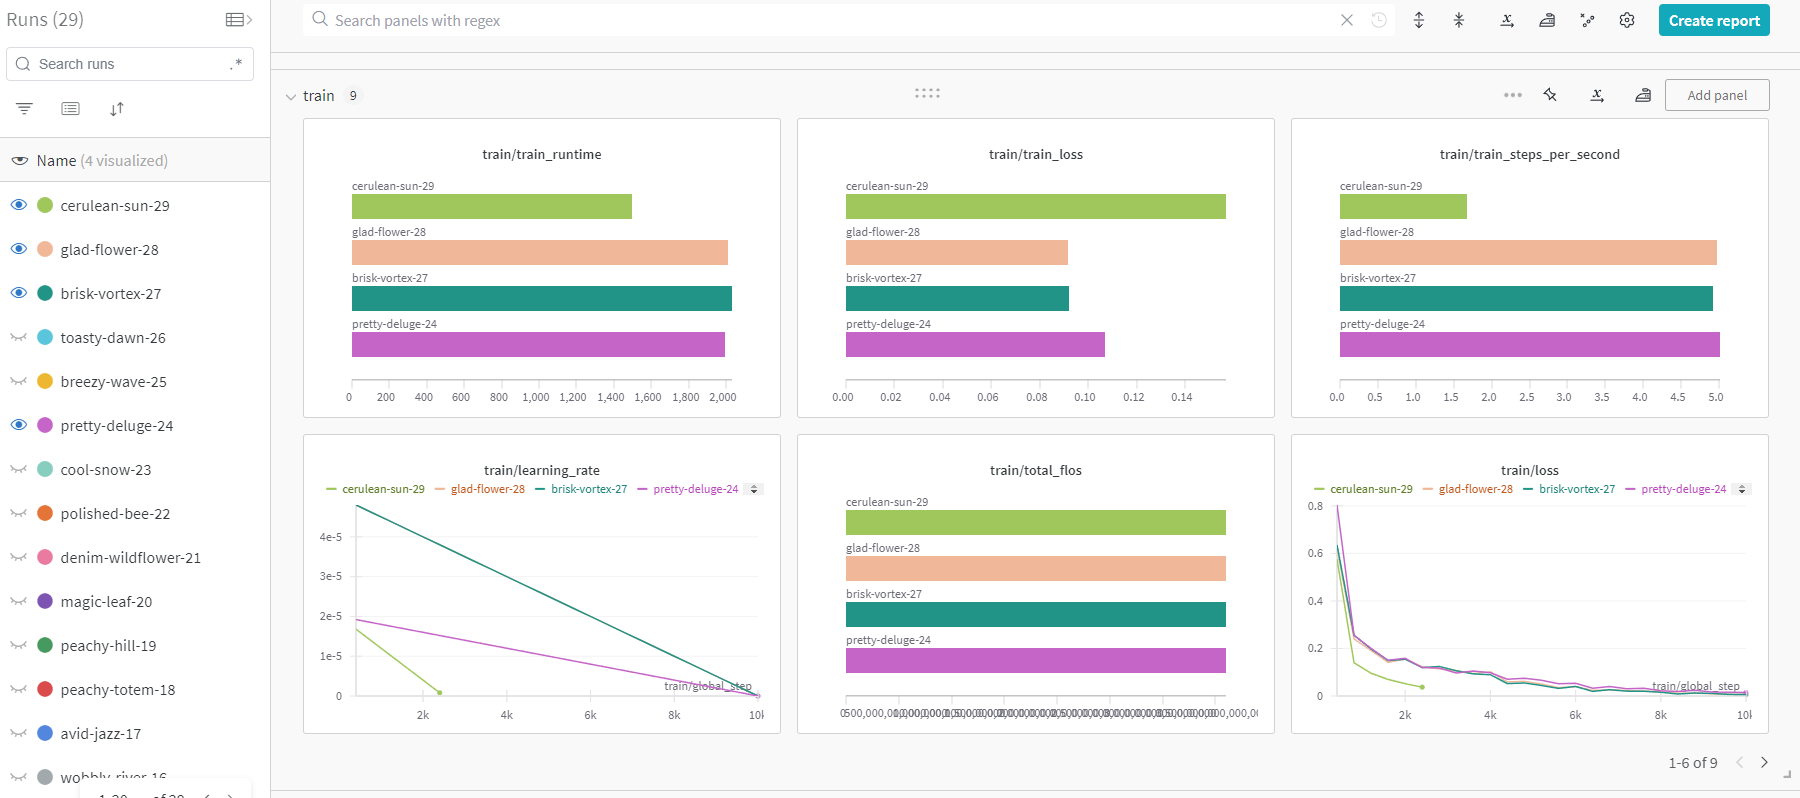 Runs (29)
Search runs
.*
Name (4 visualized)
cerulean-sun-29
glad-flower-28
brisk-vortex-27
toasty-dawn-26
breezy-wave-25
pretty-deluge-24
cool-snow-23
polished-bee-22
denim-wildflower-21
magic-leaf-20
peachy-hill-19
peachy-totem-18
avid-jazz-17
wobbly-river-16
Search panels with regex
Create report
train 9
Add panel
train/train_runtime
cerulean-sun-29
glad-flower-28
brisk-vortex-27
pretty-deluge-24
0 200 400 600 800 1,000 1,200 1,400 1,600 1,800 2,000
train/train_loss
cerulean-sun-29
glad-flower-28
brisk-vortex-27
pretty-deluge-24
0.00 0.02 0.04 0.06 0.08 0.10 0.12 0.14
train/train_steps_per_second
cerulean-sun-29
glad-flower-28
brisk-vortex-27
pretty-deluge-24
0.0 0.5 1.0 1.5 2.0 2.5 3.0 3.5 4.0 4.5 5.0
train/learning_rate
cerulean-sun-29 glad-flower-28 brisk-vortex-27 pretty-deluge-24
4e-5
3e-5
2e-5
1e-5
0
train/global_step
2k 4k 6k 8k 10k
train/total_flos
cerulean-sun-29
glad-flower-28
brisk-vortex-27
pretty-deluge-24
train/loss
cerulean-sun-29 glad-flower-28 brisk-vortex-27 pretty-deluge-24
0.8
0.6
0.4
0.2
0
train/global_step
2k 4k 6k 8k 10k
1-6 of 9